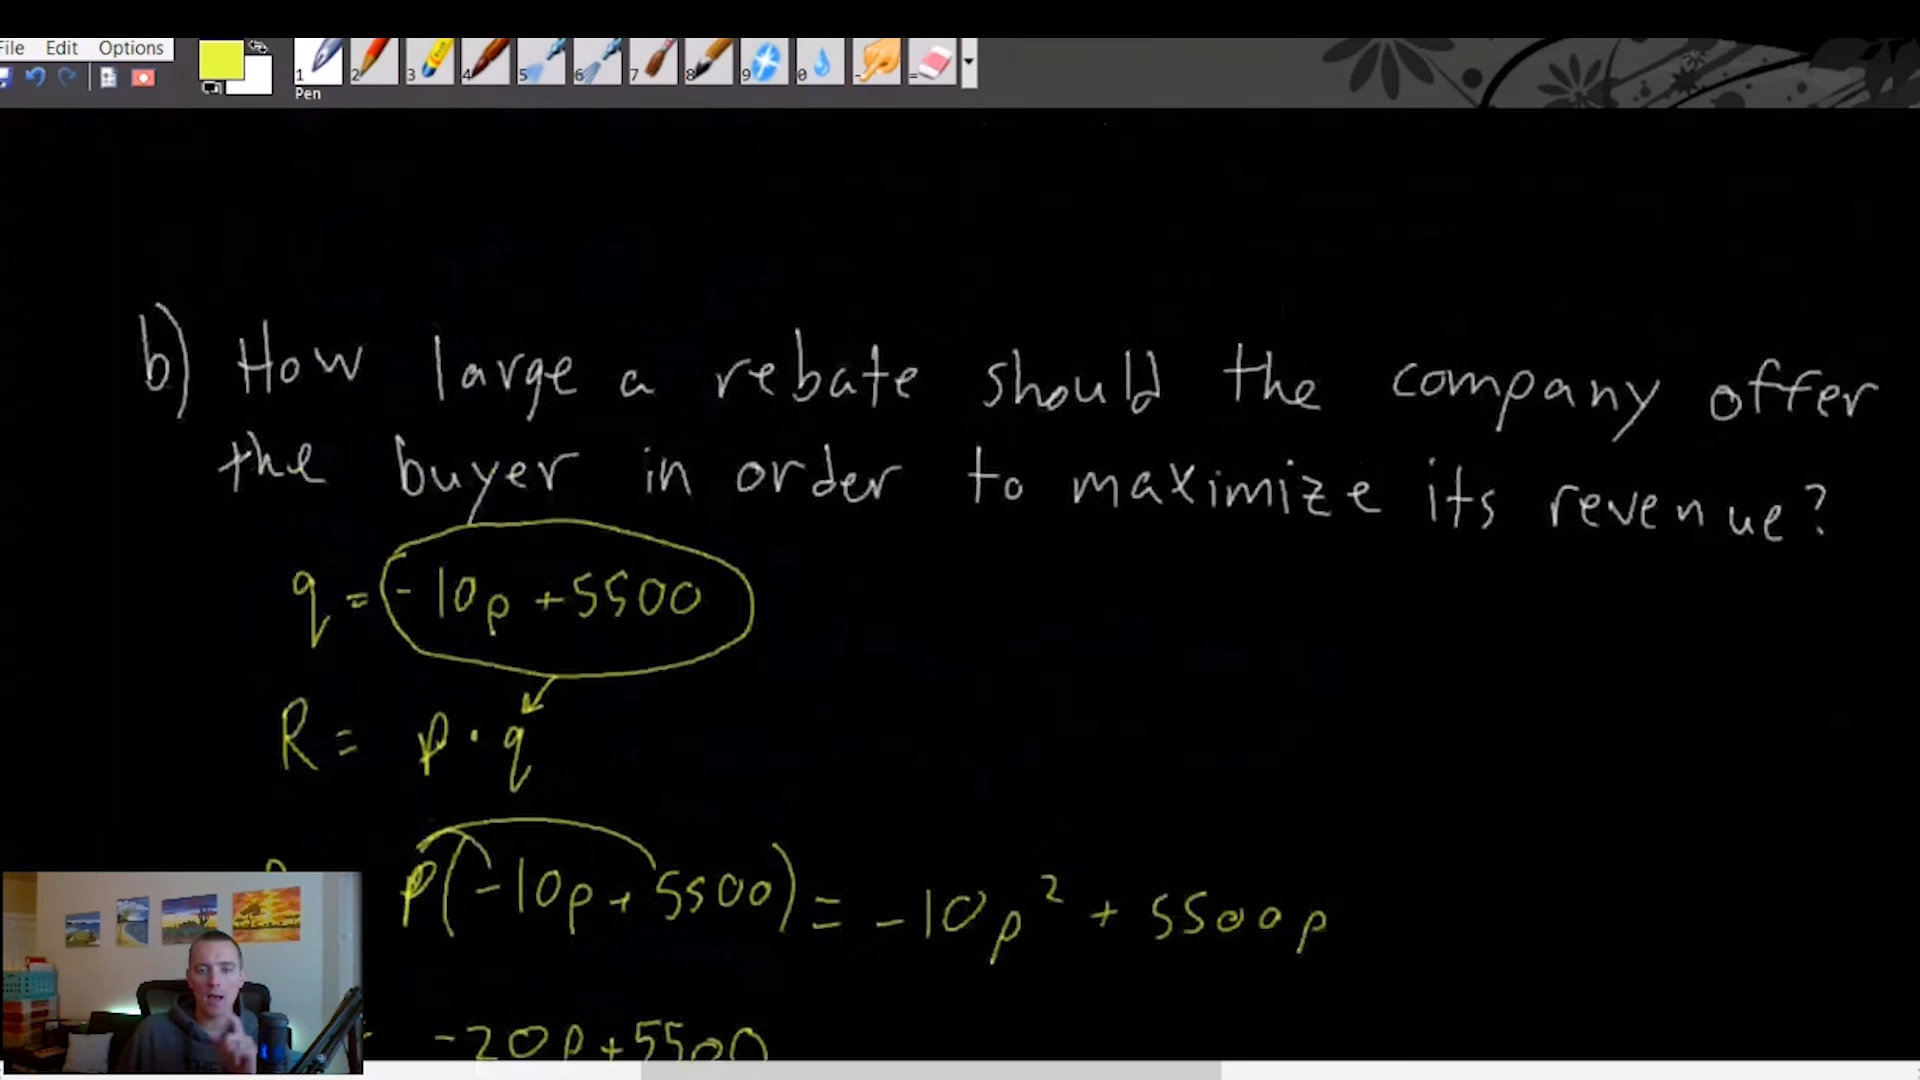 File Edit Options
1 2 3 4 5 6 7 8 9 0 - =
Pen
b) How large a rebate should the company offer
the buyer in order to maximize its revenue?
q = -10p + 5500
R = p · q
p(-10p + 5500) = -10p² + 5500p
-20p + 5500